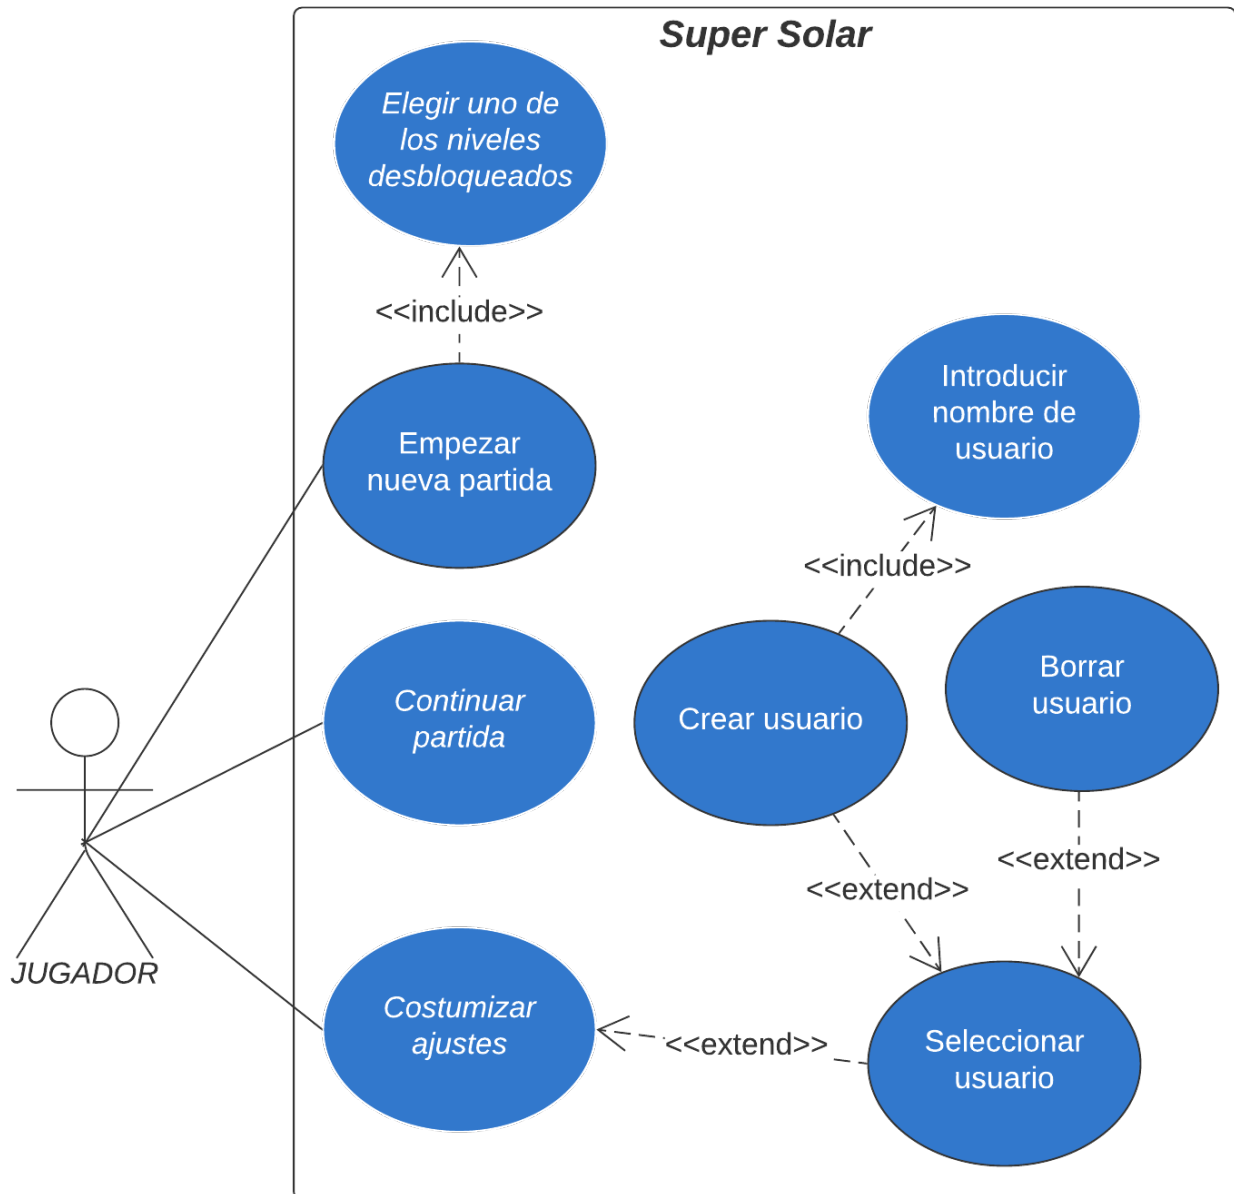 Super Solar
Elegir uno de
los niveles
desbloqueados
<<include>>
Empezar
nueva partida
Introducir
nombre de
usuario
<<include>>
Continuar
partida
Crear usuario
Borrar
usuario
<<extend>>
<<extend>>
JUGADOR
Costumizar
ajustes
<<extend>>
Seleccionar
usuario